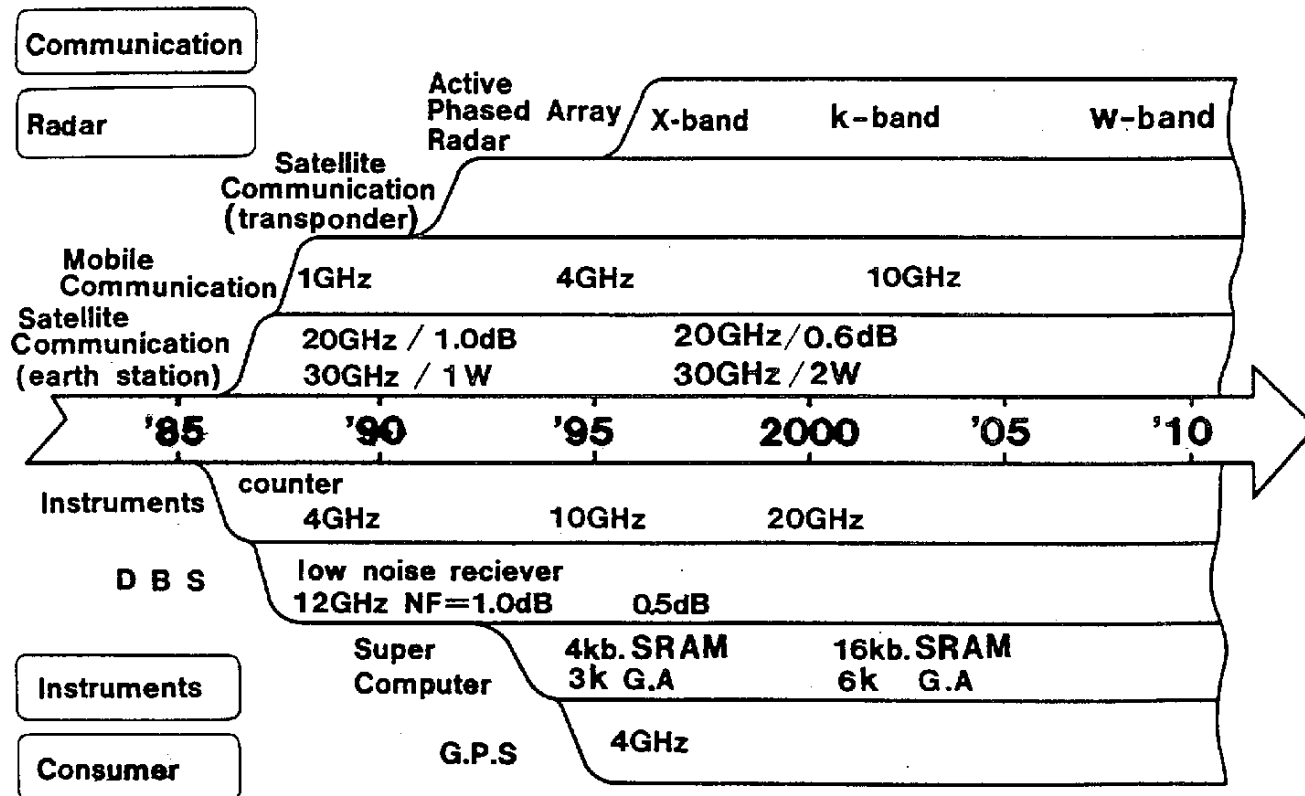 Communication
Radar
Active
Phased Array
Radar
X-band k-band W-band
Satellite
Communication
(transponder)
Mobile
Communication
1GHz 4GHz 10GHz
Satellite
Communication
(earth station)
20GHz / 1.0dB 20GHz/0.6dB
30GHz / 1W 30GHz /2W
'85 '90 '95 2000 '05 '10
Instruments
counter
4GHz 10GHz 20GHz
D B S
low noise reciever
12GHz NF=1.0dB 0.5dB
Super
Computer
4kb.SRAM 16kb.SRAM
3k G.A 6k G.A
G.P.S
4GHz
Instruments
Consumer